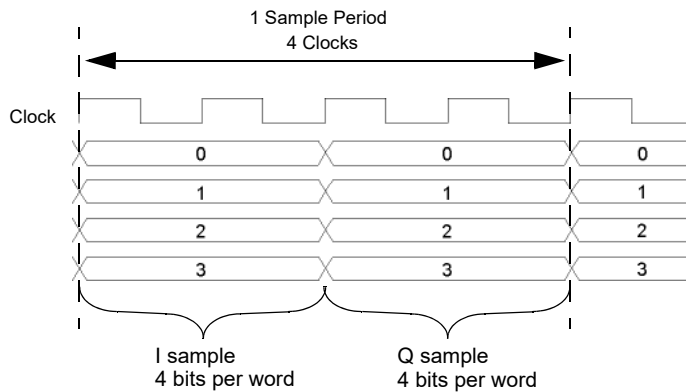 1 Sample Period
4 Clocks
Clock
0 0 0
1 1 1
2 2 2
3 3 3
I sample
4 bits per word
Q sample
4 bits per word